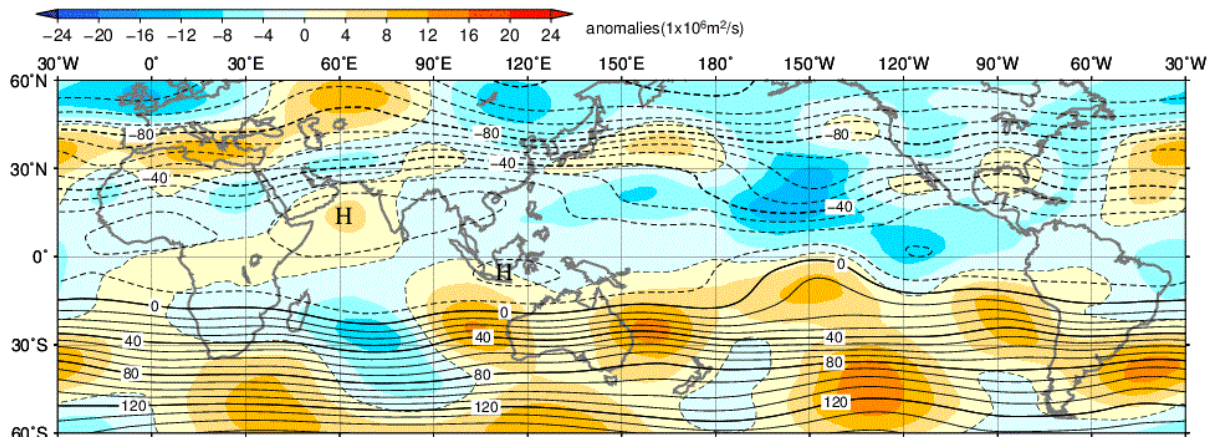 −24 −20 −16 −12 −8 −4 0 4 8 12 16 20 24 anomalies(1x10⁶m²/s)
30˚W 0˚ 30˚E 60˚E 90˚E 120˚E 150˚E 180˚ 150˚W 120˚W 90˚W 60˚W 30˚W
60˚N
-80 -80 -80
30˚N
-40 -40 -40
H
0˚ 0
H
0 0
30˚S 40 40
80 80 80
120 120 120
60˚S